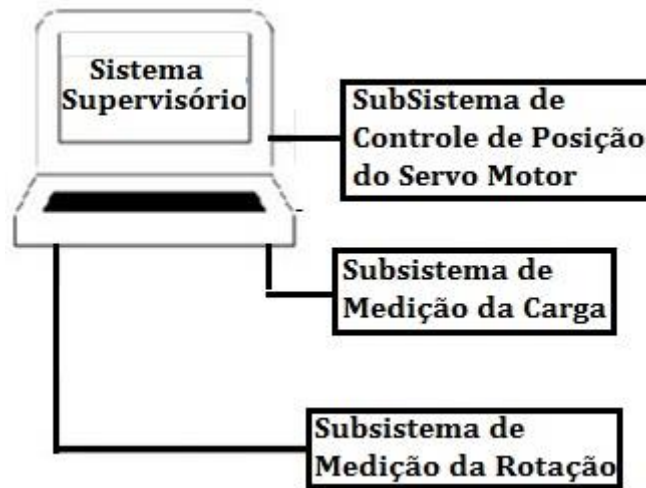 Sistema
Supervisório
SubSistema de
Controle de Posição
do Servo Motor
Subsistema de
Medição da Carga
Subsistema de
Medição da Rotação